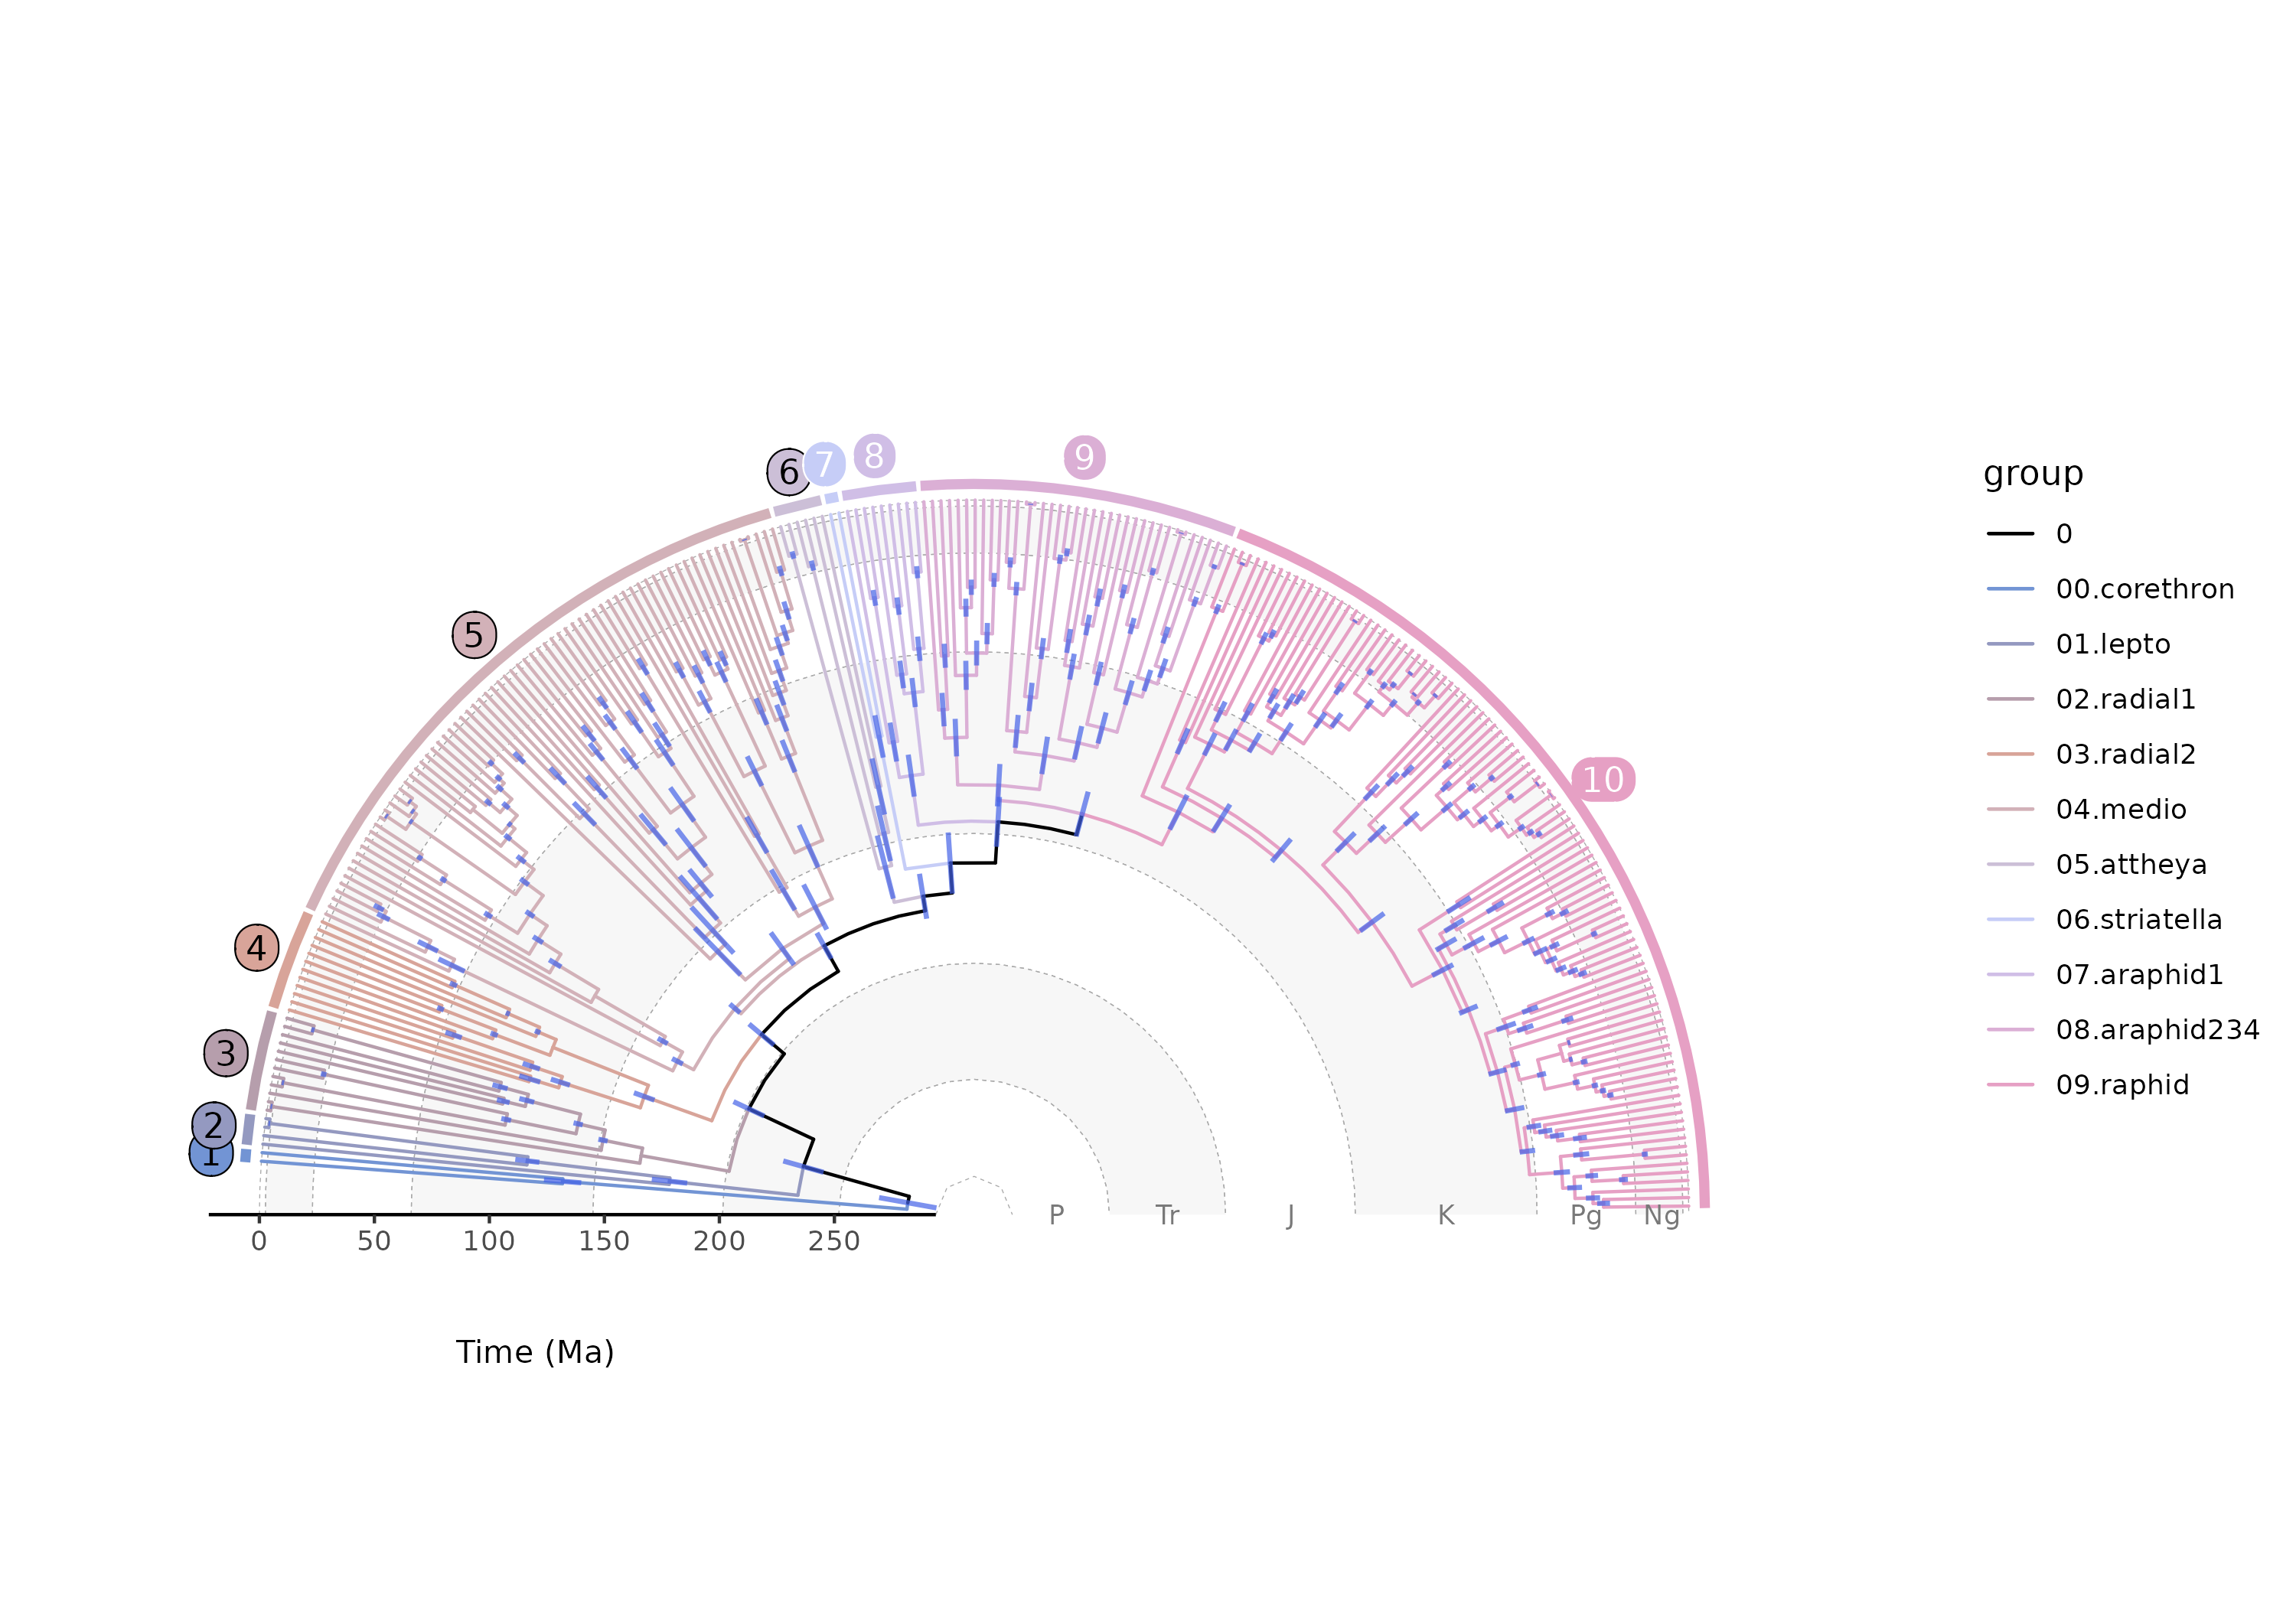 6
7
8
9
5
10
4
3
2
1
P
Tr
J
K
Pg
Ng
0
50
100
150
200
250
Time (Ma)
group
0
00.corethron
01.lepto
02.radial1
03.radial2
04.medio
05.attheya
06.striatella
07.araphid1
08.araphid234
09.raphid